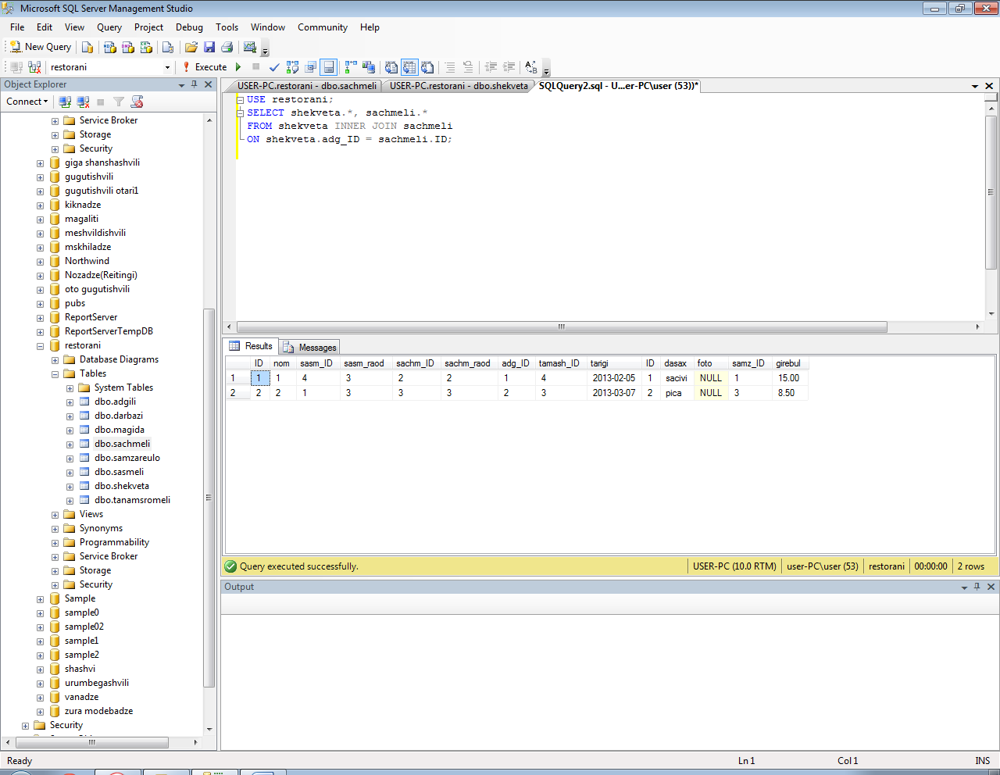 Microsoft SQL Server Management Studio
File Edit View Query Project Debug Tools Window Community Help
New Query
restorani Execute
Object Explorer
Connect
Service Broker
Storage
Security
giga shanshashvili
gugutishvili
gugutishvili otari1
kiknadze
magaliti
meshvildishvili
mskhiladze
Northwind
Nozadze(Reitingi)
oto gugutishvili
pubs
ReportServer
ReportServerTempDB
restorani
Database Diagrams
Tables
System Tables
dbo.adgili
dbo.darbazi
dbo.magida
dbo.sachmeli
dbo.samzareulo
dbo.sasmeli
dbo.shekveta
dbo.tanamsromeli
Views
Synonyms
Programmability
Service Broker
Storage
Security
Sample
sample0
sample02
sample1
sample2
shashvi
urumbegashvili
vanadze
zura modebadze
Security
USER-PC.restorani - dbo.sachmeli USER-PC.restorani - dbo.shekveta SQLQuery2.sql - U...er-PC\user (53))*
USE restorani;
SELECT shekveta.*, sachmeli.*
FROM shekveta INNER JOIN sachmeli
ON shekveta.adg_ID = sachmeli.ID;
Results Messages
ID nom sasm_ID sasm_raod sachm_ID sachm_raod adg_ID tamash_ID tarigi ID dasax foto samz_ID girebul
1 1 1 4 3 2 2 1 4 2013-02-05 1 sacivi NULL 1 15.00
2 2 2 1 3 3 3 2 3 2013-03-07 2 pica NULL 3 8.50
Query executed successfully. USER-PC (10.0 RTM) user-PC\user (53) restorani 00:00:00 2 rows
Output
Ready Ln 1 Col 1 INS